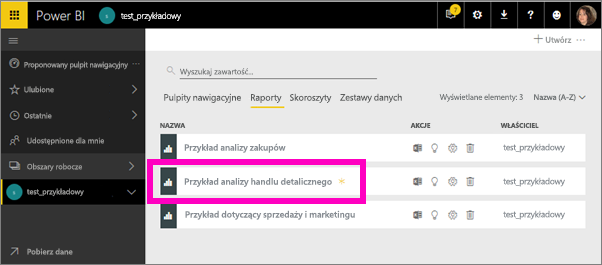 Power BI
s
test_przykładowy
7
?
Utwórz ...
Proponowany pulpit nawigacyjny
Ulubione
Ostatnie
Udostępnione dla mnie
Obszary robocze
s
test_przykładowy
Pobierz dane
Wyszukaj zawartość...
Pulpity nawigacyjne Raporty Skoroszyty Zestawy danych
Wyświetlane elementy: 3 Nazwa (A-Z)
NAZWA AKCJE WŁAŚCICIEL
Przykład analizy zakupów test_przykładowy
Przykład analizy handlu detalicznego test_przykładowy
Przykład dotyczący sprzedaży i marketingu test_przykładowy